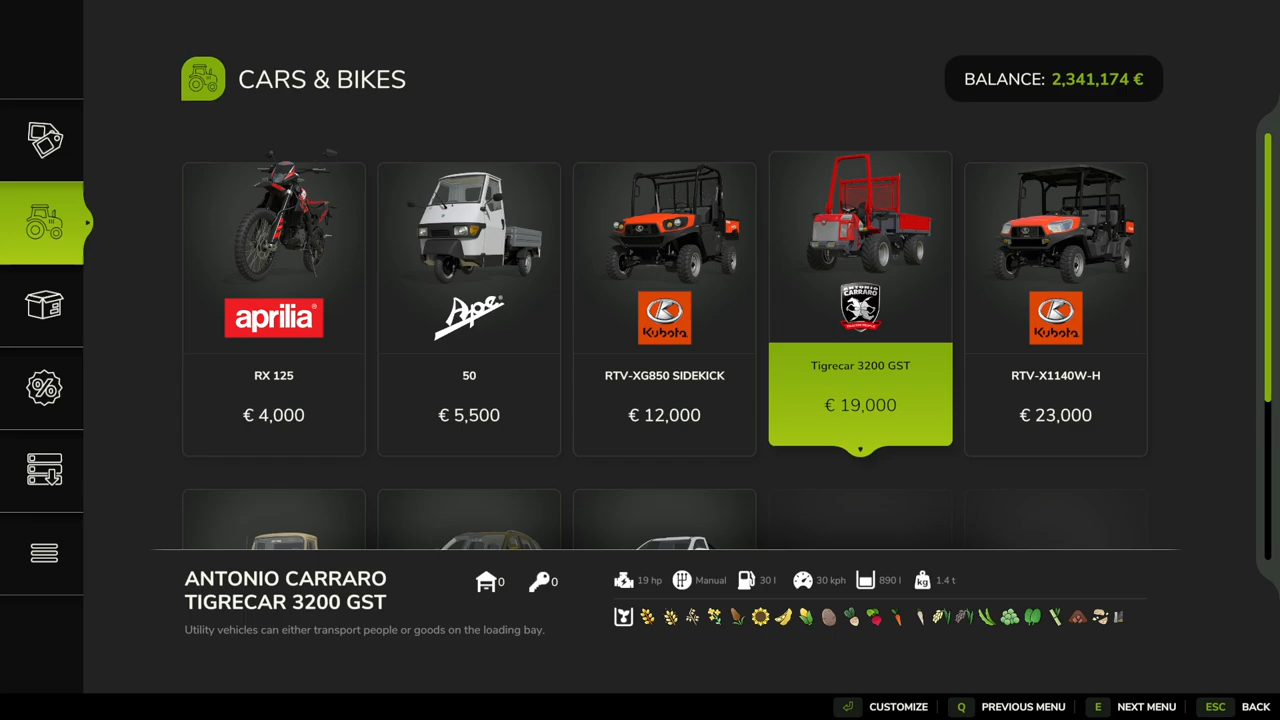 CARS & BIKES
BALANCE: 2,341,174 €
aprilia®
Ape®
Kubota
ANTONIO CARRARO
TRACTOR PEOPLE
Kubota
RX 125
50
RTV-XG850 SIDEKICK
Tigrecar 3200 GST
RTV-X1140W-H
€ 4,000
€ 5,500
€ 12,000
€ 19,000
€ 23,000
ANTONIO CARRARO
TIGRECAR 3200 GST
0
0
19 hp
Manual
30 l
30 kph
890 l
kg
1.4 t
Utility vehicles can either transport people or goods on the loading bay.
CUSTOMIZE
Q
PREVIOUS MENU
E
NEXT MENU
ESC
BACK